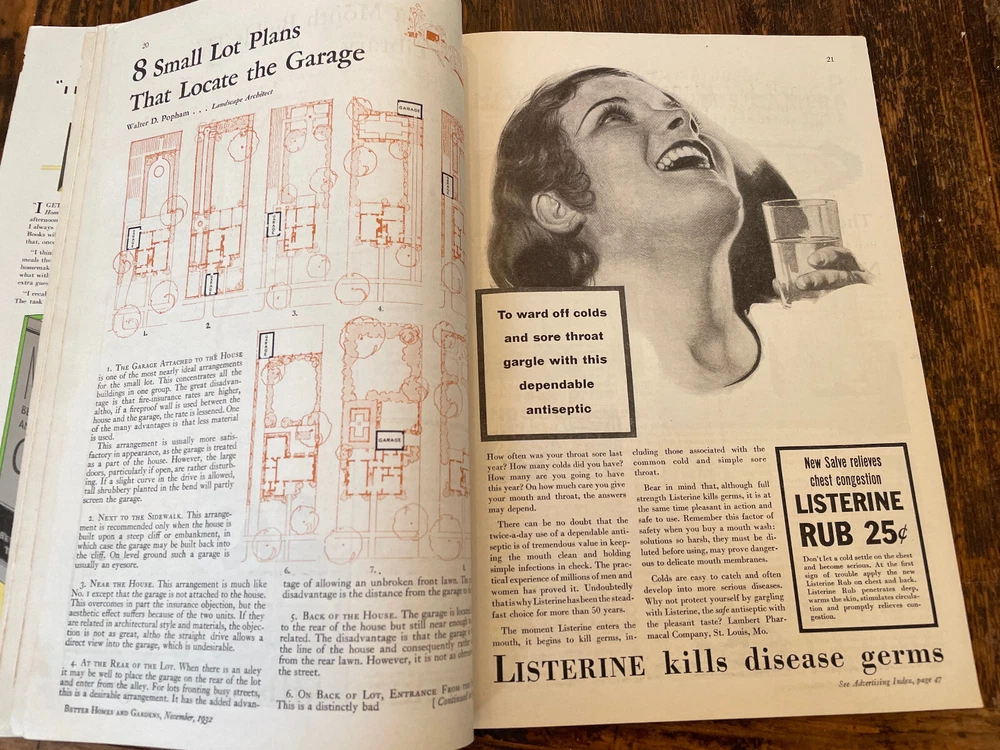 20
8 Small Lot Plans
That Locate the Garage
Walter D. Popham . . . Landscape Architect
GARAGE
GARAGE
GARAGE
GARAGE
GARAGE
GARAGE
1.
2.
3.
4.
GARAGE
GARAGE
6.
7.
1. THE GARAGE ATTACHED TO THE HOUSE
is one of the most nearly ideal arrangements
for the small lot. This concentrates all the
buildings in one group. The great disadvan-
tage is that fire-insurance rates are higher,
altho, if a fireproof wall is used between the
house and the garage, the rate is lessened. One
of the many advantages is that less material
is used.
This arrangement is usually more satis-
factory in appearance, as the garage is treated
as a part of the house. However, the large
doors, particularly if open, are rather disturb-
ing. If a slight curve in the drive is allowed,
tall shrubbery planted in the bend will partly
screen the garage.
2. NEXT TO THE SIDEWALK. This arrange-
ment is recommended only when the house is
built upon a steep cliff or embankment, in
which case the garage may be built back into
the cliff. On level ground such a garage is
usually an eyesore.
3. NEAR THE HOUSE. This arrangement is much like
No. 1 except that the garage is not attached to the house.
This overcomes in part the insurance objection, but the
aesthetic effect suffers because of the two units. If they
are related in architectural style and materials, the objec-
tion is not as great, altho the straight drive allows a
direct view into the garage, which is undesirable.
4. AT THE REAR OF THE LOT. When there is an alley
it may be well to place the garage on the rear of the lot
and enter from the alley. For lots fronting busy streets,
this is a desirable arrangement. It has the added advan-
tage of allowing an unbroken front lawn. The
disadvantage is the distance from the garage to
5. BACK OF THE HOUSE. The garage is
to the rear of the house but still near enough
related. The disadvantage is that the garage
the line of the house and consequently
from the rear lawn. However, it is not as
the street.
6. ON BACK OF LOT, ENTRANCE FROM
This is a distinctly bad
BETTER HOMES AND GARDENS, November, 1932
21
To ward off colds
and sore throat
gargle with this
dependable
antiseptic
How often was your throat sore last
year? How many colds did you have?
How many are you going to have
this year? On how much care you give
your mouth and throat, the answers
may depend.
There can be no doubt that the
twice-a-day use of a dependable anti-
septic is of tremendous value in keep-
ing the mouth clean and holding
simple infections in check. The prac-
tical experience of millions of men and
women has proved it. Undoubtedly
that is why Listerine has been the stead-
fast choice for more than 50 years.
The moment Listerine enters the
mouth, it begins to kill germs, in-
cluding those associated with the
common cold and simple sore
throat.
Bear in mind that, although full
strength Listerine kills germs, it is at
the same time pleasant in action and
safe to use. Remember this factor of
safety when you buy a mouth wash:
solutions so harsh, they must be di-
luted before using, may prove danger-
ous to delicate mouth membranes.
Colds are easy to catch and often
develop into more serious diseases.
Why not protect yourself by gargling
with Listerine, the safe antiseptic with
the pleasant taste? Lambert Phar-
macal Company, St. Louis, Mo.
New Salve relieves
chest congestion
LISTERINE
RUB 25¢
Don't let a cold settle on the chest
and become serious. At the first
sign of trouble apply the new
Listerine Rub on chest and back.
Listerine Rub penetrates deep,
warms the skin, stimulates circula-
tion and promptly relieves con-
gestion.
LISTERINE kills disease germs
See Advertising Index, page 47